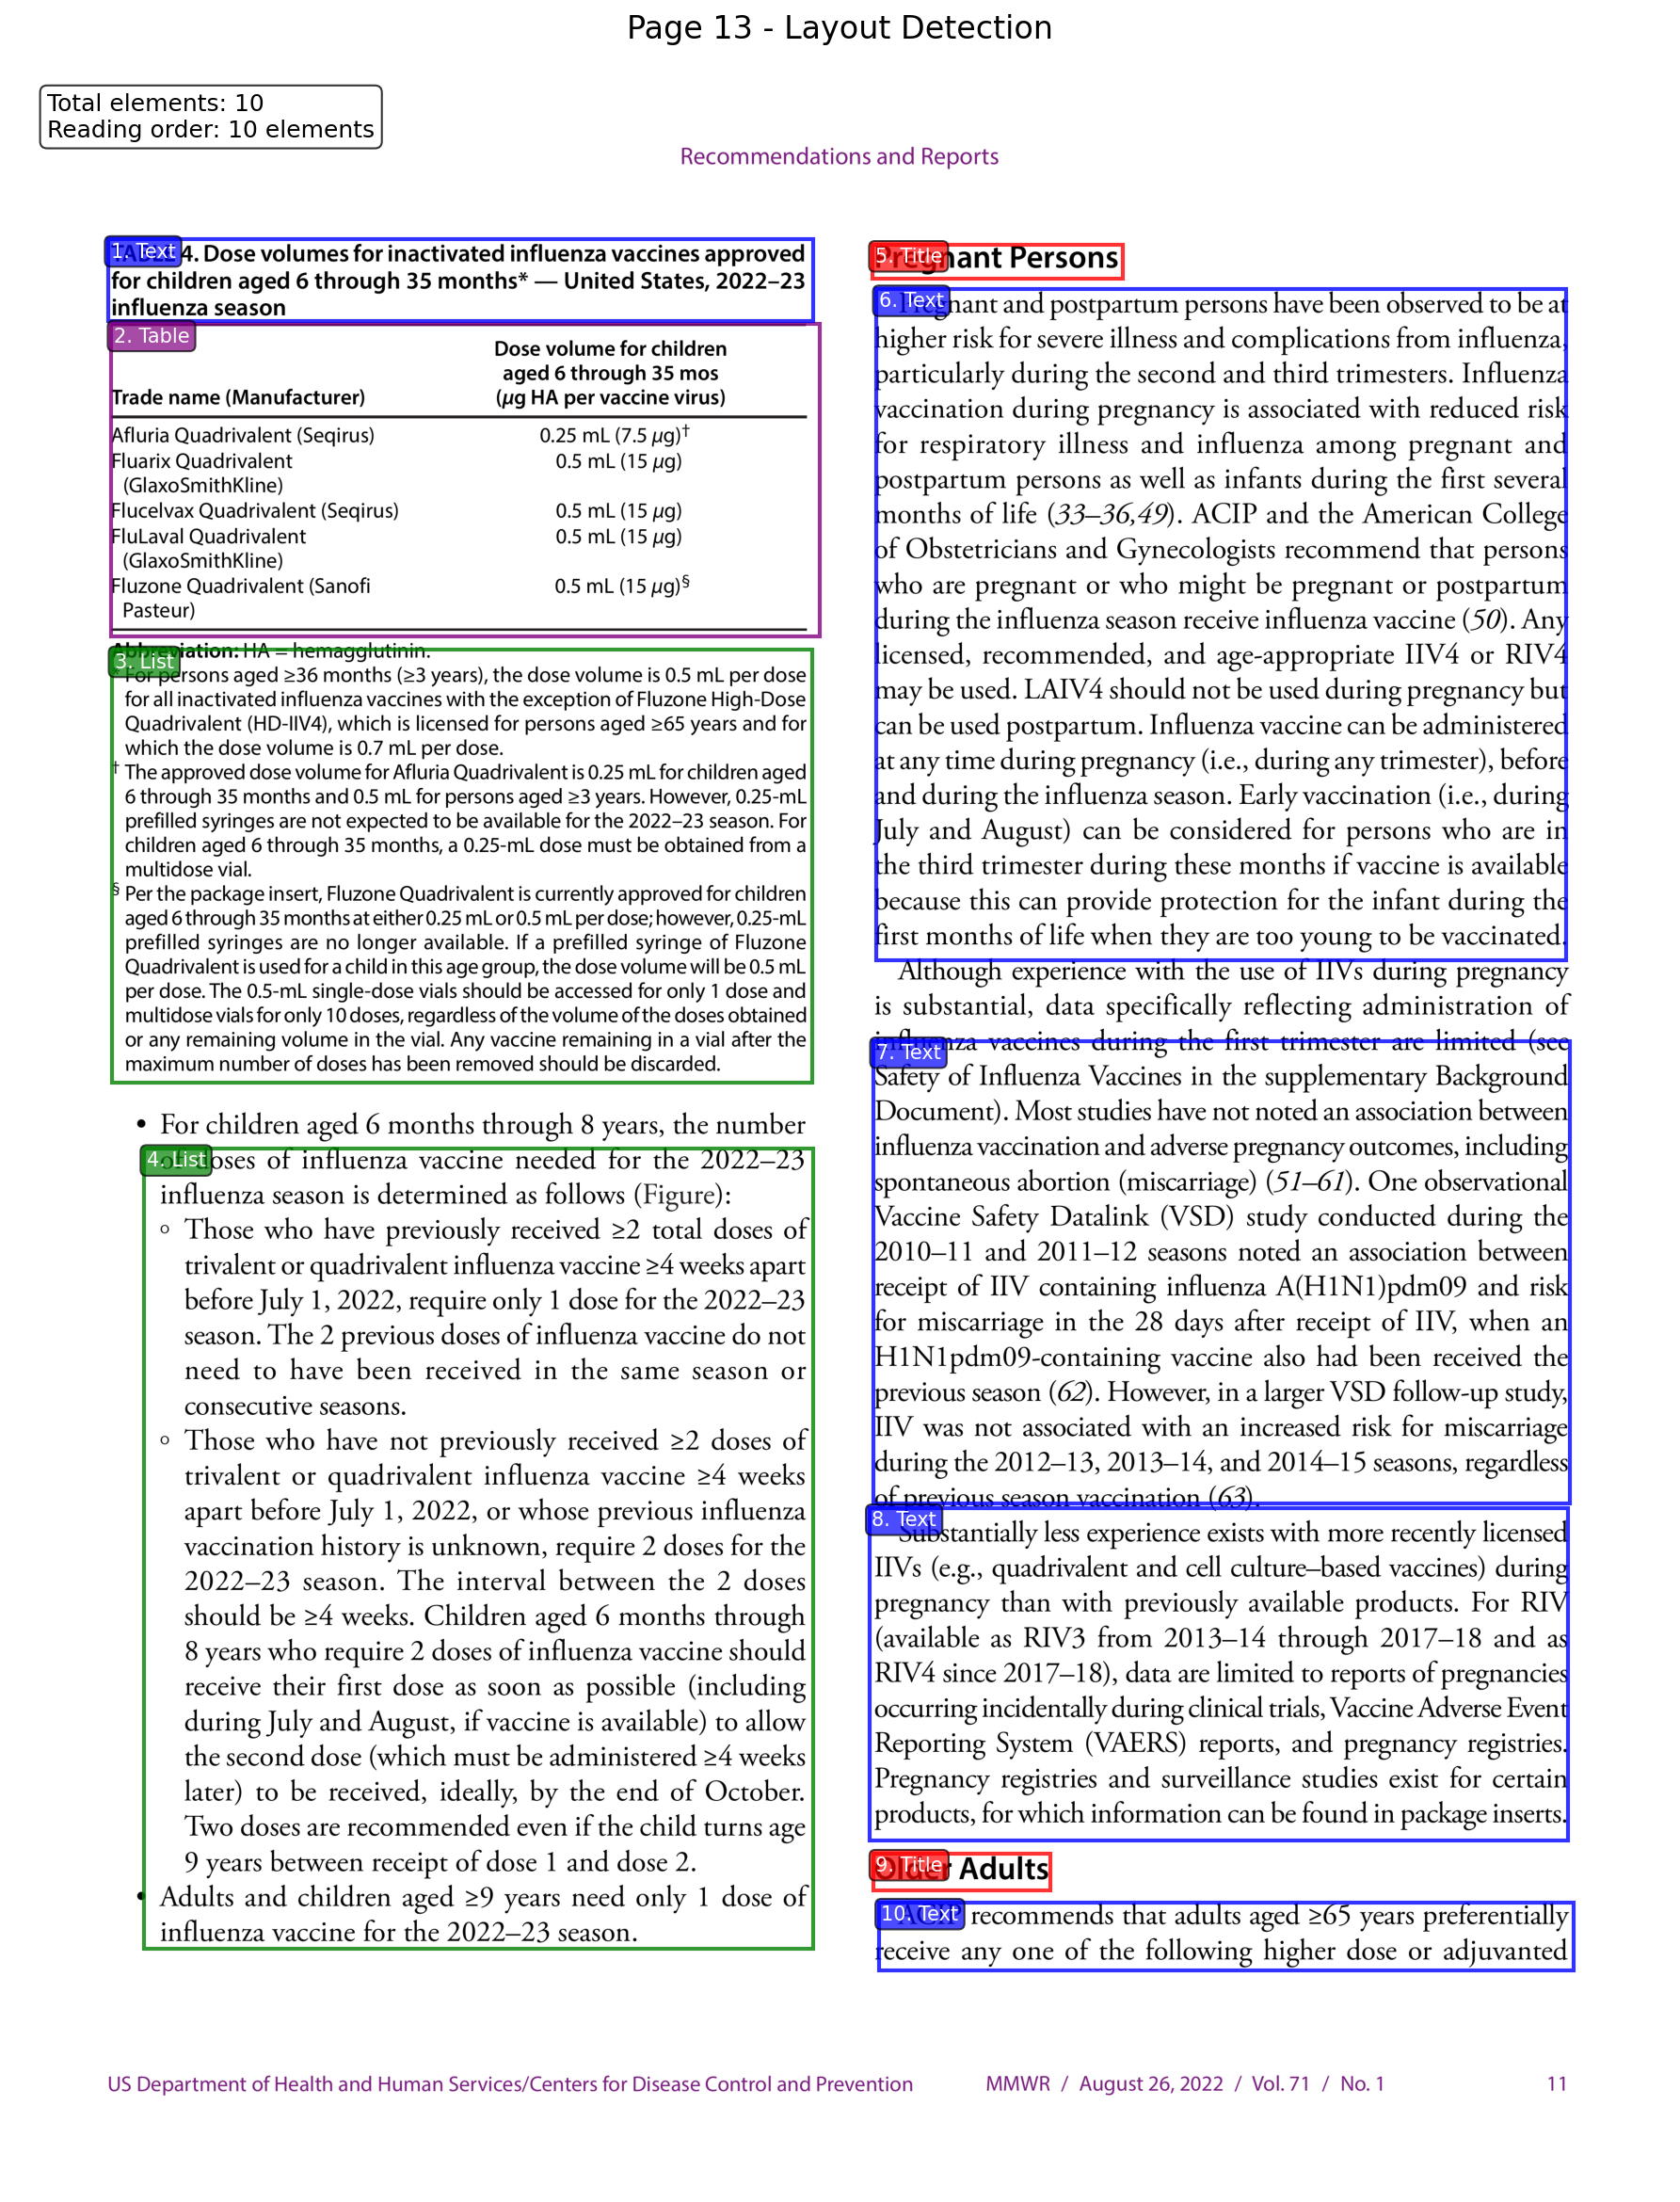 Page 13 - Layout Detection
Total elements: 10
Reading order: 10 elements
Recommendations and Reports
1. Text
4. Dose volumes for inactivated influenza vaccines approved
for children aged 6 through 35 months* — United States, 2022–23
influenza season
2. Table
Trade name (Manufacturer)
Dose volume for children
aged 6 through 35 mos
(µg HA per vaccine virus)
Afluria Quadrivalent (Seqirus) 0.25 mL (7.5 µg)†
Fluarix Quadrivalent 0.5 mL (15 µg)
(GlaxoSmithKline)
Flucelvax Quadrivalent (Seqirus) 0.5 mL (15 µg)
FluLaval Quadrivalent 0.5 mL (15 µg)
(GlaxoSmithKline)
Fluzone Quadrivalent (Sanofi 0.5 mL (15 µg)§
Pasteur)
Abbreviation: HA = hemagglutinin.
3. List
* For persons aged ≥36 months (≥3 years), the dose volume is 0.5 mL per dose
for all inactivated influenza vaccines with the exception of Fluzone High-Dose
Quadrivalent (HD-IIV4), which is licensed for persons aged ≥65 years and for
which the dose volume is 0.7 mL per dose.
† The approved dose volume for Afluria Quadrivalent is 0.25 mL for children aged
6 through 35 months and 0.5 mL for persons aged ≥3 years. However, 0.25-mL
prefilled syringes are not expected to be available for the 2022–23 season. For
children aged 6 through 35 months, a 0.25-mL dose must be obtained from a
multidose vial.
§ Per the package insert, Fluzone Quadrivalent is currently approved for children
aged 6 through 35 months at either 0.25 mL or 0.5 mL per dose; however, 0.25-mL
prefilled syringes are no longer available. If a prefilled syringe of Fluzone
Quadrivalent is used for a child in this age group, the dose volume will be 0.5 mL
per dose. The 0.5-mL single-dose vials should be accessed for only 1 dose and
multidose vials for only 10 doses, regardless of the volume of the doses obtained
or any remaining volume in the vial. Any vaccine remaining in a vial after the
maximum number of doses has been removed should be discarded.
• For children aged 6 months through 8 years, the number
4. List
of doses of influenza vaccine needed for the 2022–23
influenza season is determined as follows (Figure):
◦ Those who have previously received ≥2 total doses of
trivalent or quadrivalent influenza vaccine ≥4 weeks apart
before July 1, 2022, require only 1 dose for the 2022–23
season. The 2 previous doses of influenza vaccine do not
need to have been received in the same season or
consecutive seasons.
◦ Those who have not previously received ≥2 doses of
trivalent or quadrivalent influenza vaccine ≥4 weeks
apart before July 1, 2022, or whose previous influenza
vaccination history is unknown, require 2 doses for the
2022–23 season. The interval between the 2 doses
should be ≥4 weeks. Children aged 6 months through
8 years who require 2 doses of influenza vaccine should
receive their first dose as soon as possible (including
during July and August, if vaccine is available) to allow
the second dose (which must be administered ≥4 weeks
later) to be received, ideally, by the end of October.
Two doses are recommended even if the child turns age
9 years between receipt of dose 1 and dose 2.
• Adults and children aged ≥9 years need only 1 dose of
influenza vaccine for the 2022–23 season.
5. Title
Pregnant Persons
6. Text
Pregnant and postpartum persons have been observed to be at
higher risk for severe illness and complications from influenza,
particularly during the second and third trimesters. Influenza
vaccination during pregnancy is associated with reduced risk
for respiratory illness and influenza among pregnant and
postpartum persons as well as infants during the first several
months of life (33–36,49). ACIP and the American College
of Obstetricians and Gynecologists recommend that persons
who are pregnant or who might be pregnant or postpartum
during the influenza season receive influenza vaccine (50). Any
licensed, recommended, and age-appropriate IIV4 or RIV4
may be used. LAIV4 should not be used during pregnancy but
can be used postpartum. Influenza vaccine can be administered
at any time during pregnancy (i.e., during any trimester), before
and during the influenza season. Early vaccination (i.e., during
July and August) can be considered for persons who are in
the third trimester during these months if vaccine is available
because this can provide protection for the infant during the
first months of life when they are too young to be vaccinated.
Although experience with the use of IIVs during pregnancy
is substantial, data specifically reflecting administration of
influenza vaccines during the first trimester are limited (see
7. Text
Safety of Influenza Vaccines in the supplementary Background
Document). Most studies have not noted an association between
influenza vaccination and adverse pregnancy outcomes, including
spontaneous abortion (miscarriage) (51–61). One observational
Vaccine Safety Datalink (VSD) study conducted during the
2010–11 and 2011–12 seasons noted an association between
receipt of IIV containing influenza A(H1N1)pdm09 and risk
for miscarriage in the 28 days after receipt of IIV, when an
H1N1pdm09-containing vaccine also had been received the
previous season (62). However, in a larger VSD follow-up study,
IIV was not associated with an increased risk for miscarriage
during the 2012–13, 2013–14, and 2014–15 seasons, regardless
of previous season vaccination (63).
8. Text
Substantially less experience exists with more recently licensed
IIVs (e.g., quadrivalent and cell culture–based vaccines) during
pregnancy than with previously available products. For RIV
(available as RIV3 from 2013–14 through 2017–18 and as
RIV4 since 2017–18), data are limited to reports of pregnancies
occurring incidentally during clinical trials, Vaccine Adverse Event
Reporting System (VAERS) reports, and pregnancy registries.
Pregnancy registries and surveillance studies exist for certain
products, for which information can be found in package inserts.
9. Title
Older Adults
10. Text
ACIP recommends that adults aged ≥65 years preferentially
receive any one of the following higher dose or adjuvanted
US Department of Health and Human Services/Centers for Disease Control and Prevention MMWR / August 26, 2022 / Vol. 71 / No. 1 11